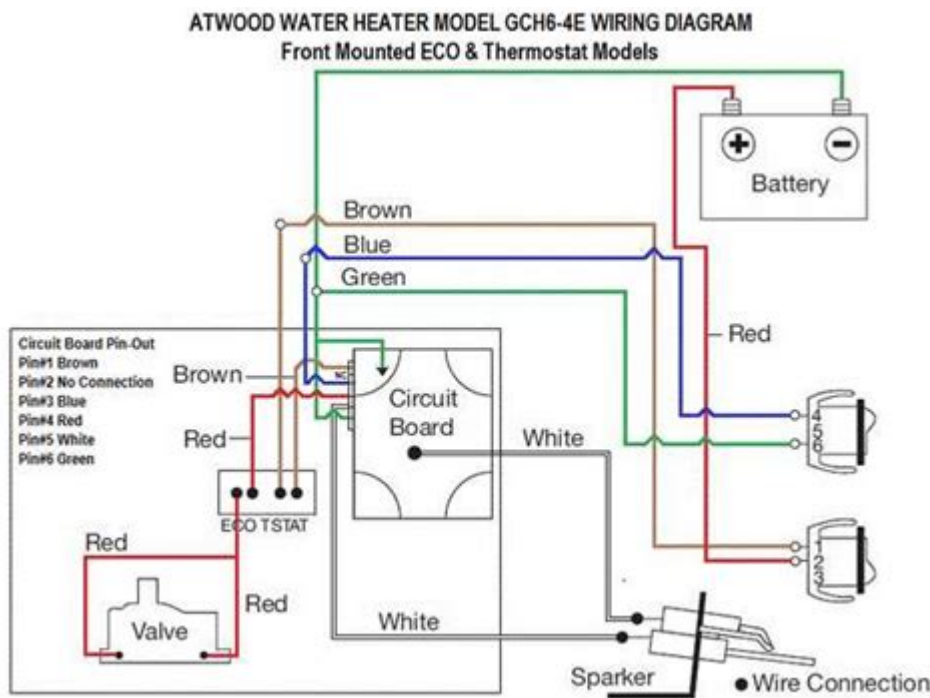 ATWOOD WATER HEATER MODEL GCH6-4E WIRING DIAGRAM
Front Mounted ECO & Thermostat Models
+
−
Battery
Brown
Blue
Green
Red
Circuit Board Pin-Out
Pin#1 Brown
Pin#2 No Connection
Pin#3 Blue
Pin#4 Red
Pin#5 White
Pin#6 Green
Brown
NC
Circuit
Board
Red
White
4
5
6
ECO TSTAT
Red
Red
Valve
White
1
2
3
Sparker
Wire Connection